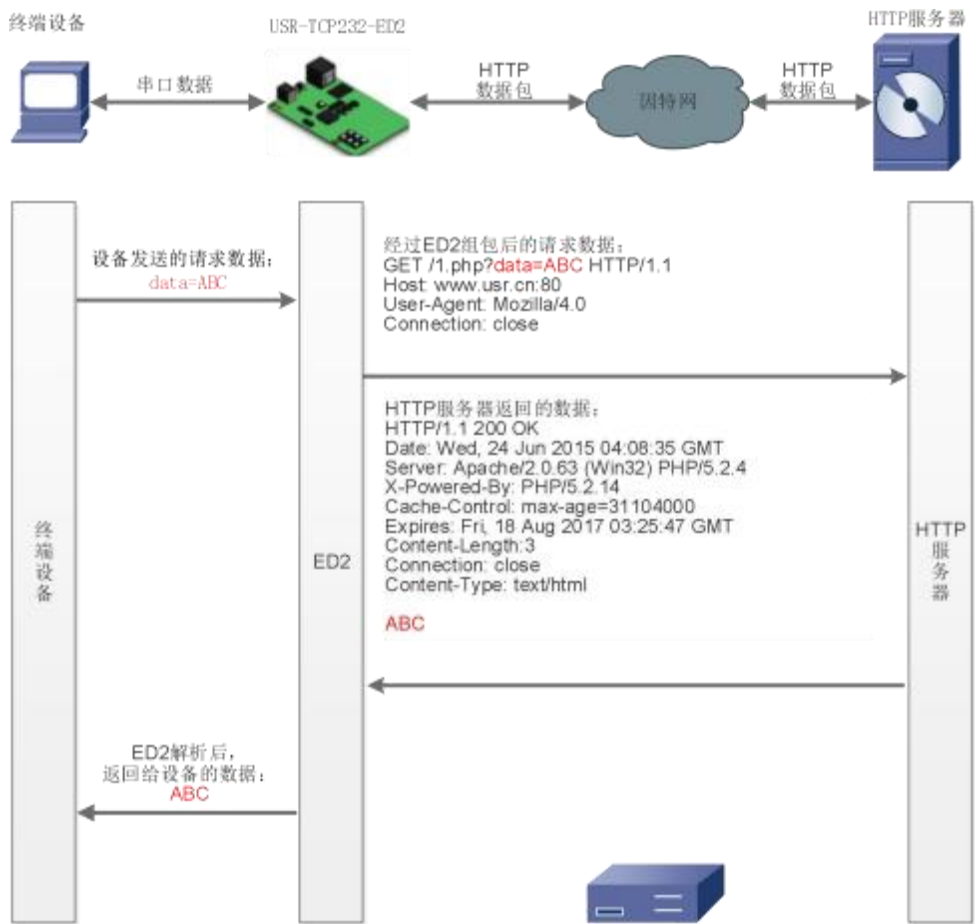 终端设备
USR-TCP232-ED2
HTTP服务器
串口数据
HTTP
数据包
因特网
HTTP
数据包
设备发送的请求数据:
data=ABC
经过ED2组包后的请求数据:
GET /1.php?data=ABC HTTP/1.1
Host: www.usr.cn:80
User-Agent: Mozilla/4.0
Connection: close
HTTP服务器返回的数据:
HTTP/1.1 200 OK
Date: Wed, 24 Jun 2015 04:08:35 GMT
Server: Apache/2.0.63 (Win32) PHP/5.2.4
X-Powered-By: PHP/5.2.14
Cache-Control: max-age=31104000
Expires: Fri, 18 Aug 2017 03:25:47 GMT
Content-Length:3
Connection: close
Content-Type: text/html
ABC
终端设备
ED2
HTTP
服务器
ED2解析后,
返回给设备的数据:
ABC